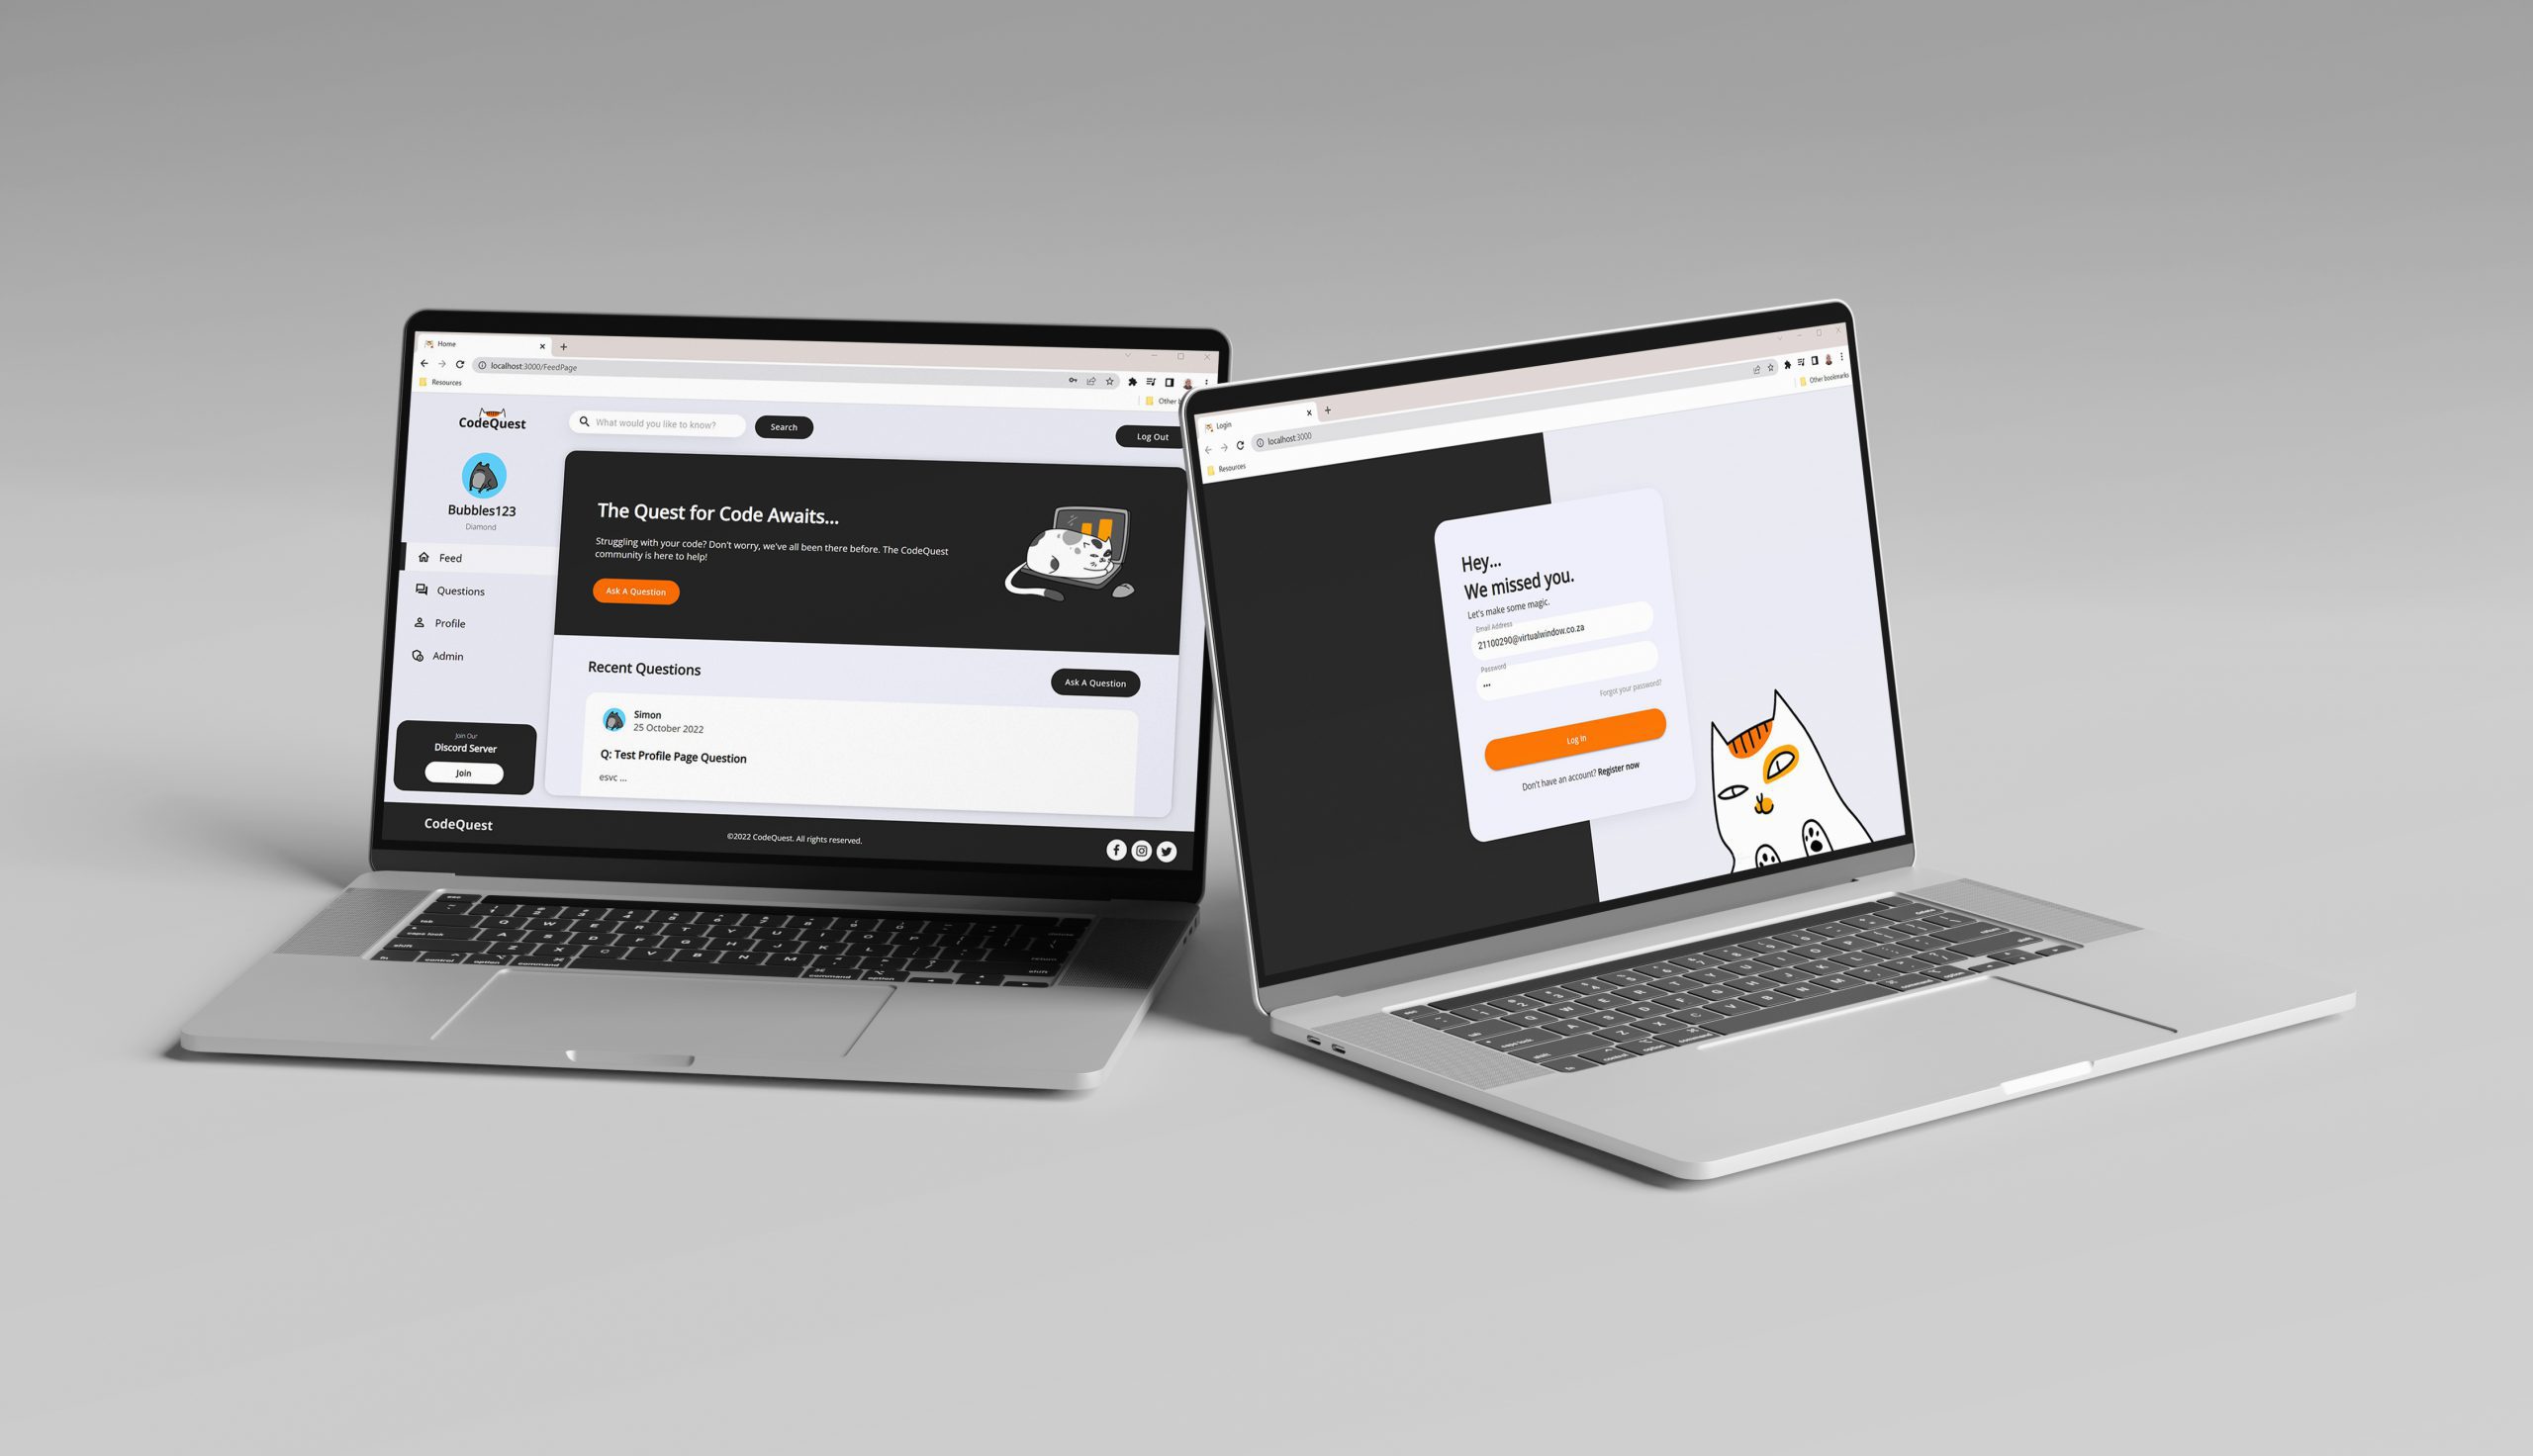 Home
localhost:3000/FeedPage
Resources
CodeQuest
What would you like to know?
Search
Log Out
Bubbles123
Diamond
Feed
Questions
Profile
Admin
Join Our
Discord Server
Join
The Quest for Code Awaits...
Struggling with your code? Don't worry, we've all been there before. The CodeQuest
community is here to help!
Ask A Question
Recent Questions
Ask A Question
Simon
25 October 2022
Q: Test Profile Page Question
esvc ...
CodeQuest
©2022 CodeQuest. All rights reserved.
Login
localhost:3000
Resources
Other bookmarks
Hey...
We missed you.
Let's make some magic.
Email Address
21100290@virtualwindow.co.za
Password
Forgot your password?
Log In
Don't have an account? Register now